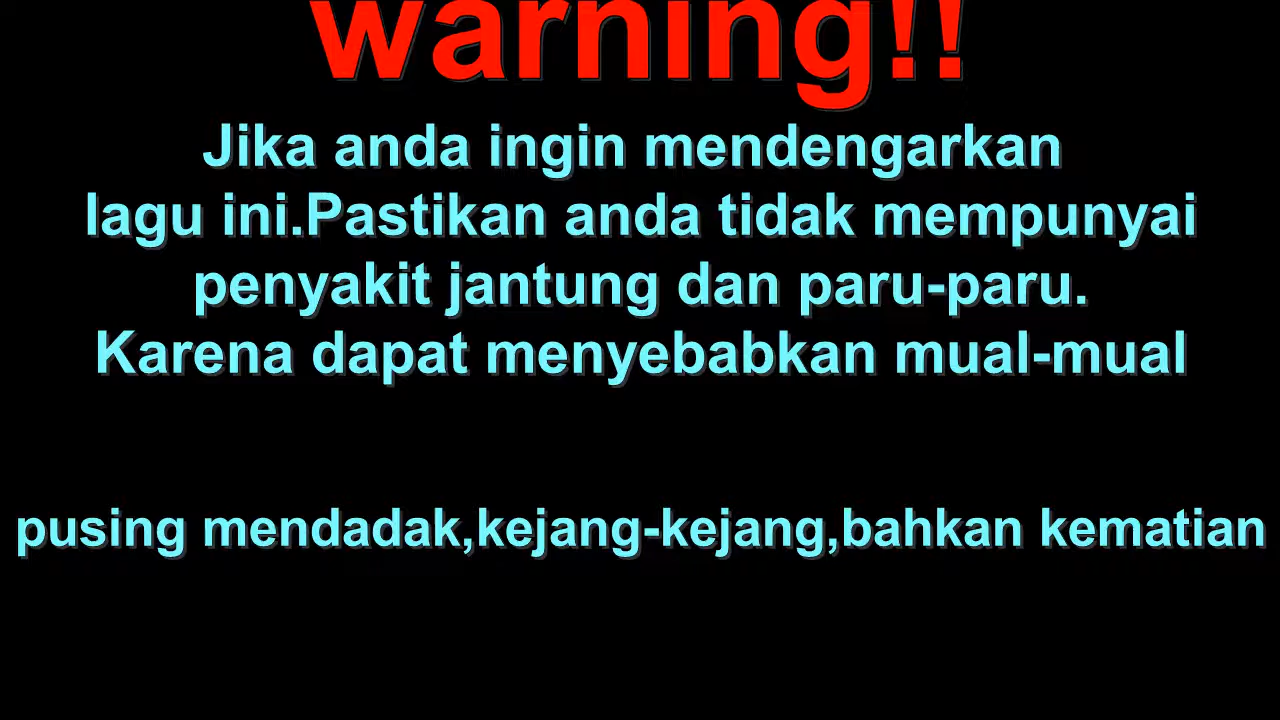 warning!!
Jika anda ingin mendengarkan
lagu ini.Pastikan anda tidak mempunyai
penyakit jantung dan paru-paru.
Karena dapat menyebabkan mual-mual
pusing mendadak,kejang-kejang,bahkan kematian